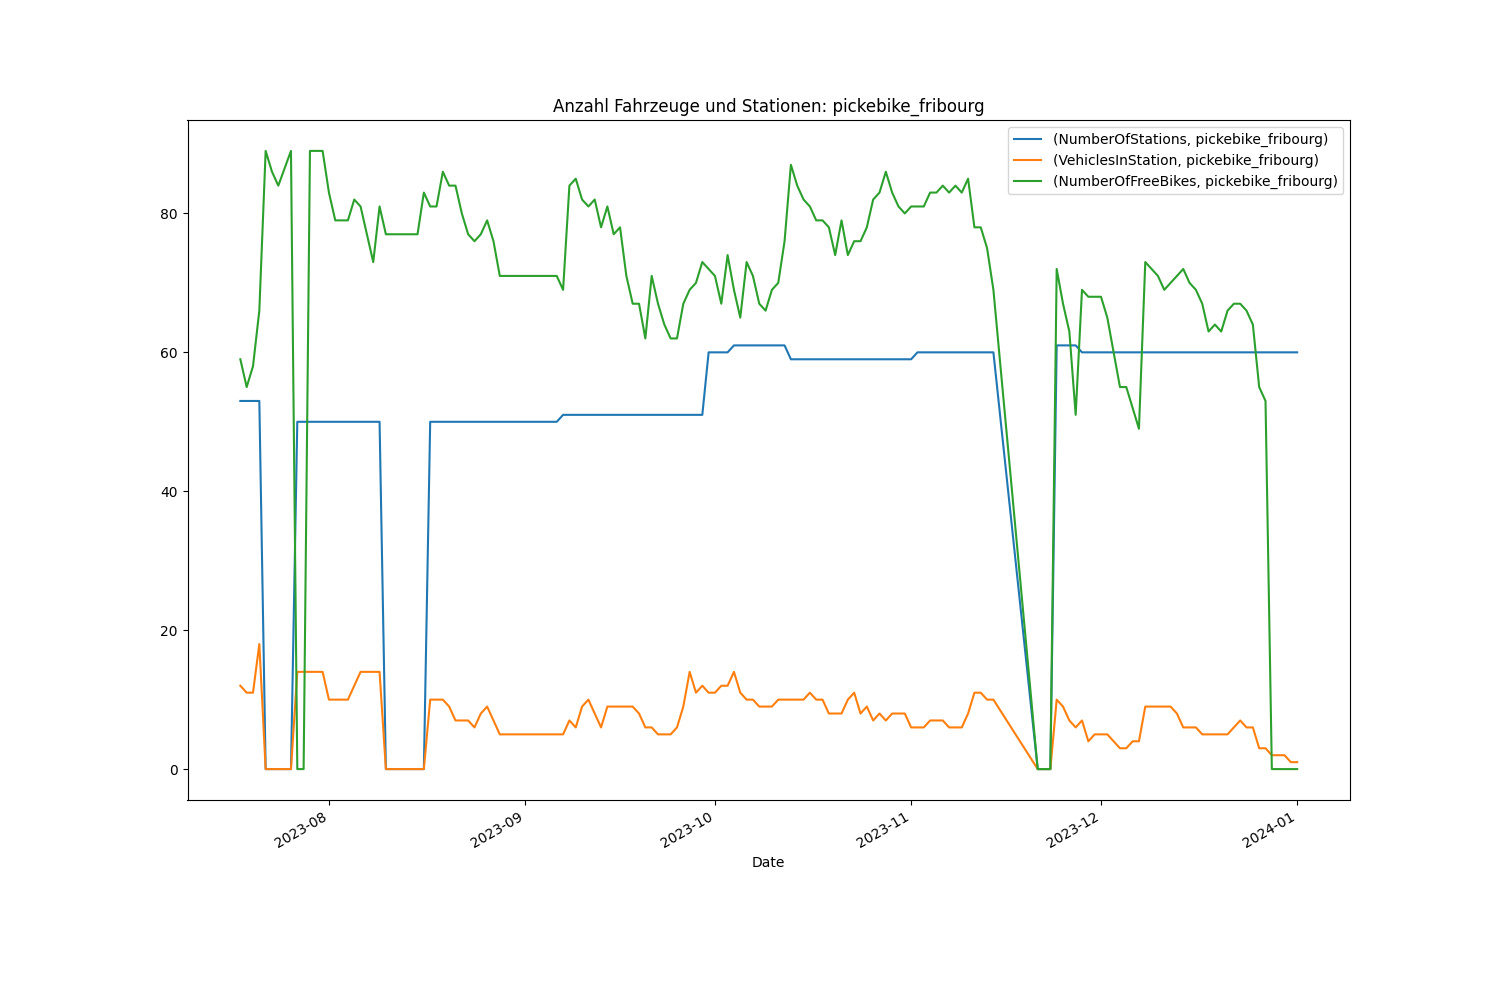 Anzahl Fahrzeuge und Stationen: pickebike_fribourg
(NumberOfStations, pickebike_fribourg)
(VehiclesInStation, pickebike_fribourg)
(NumberOfFreeBikes, pickebike_fribourg)
80
60
40
20
0
2023-08
2023-09
2023-10
2023-11
2023-12
2024-01
Date